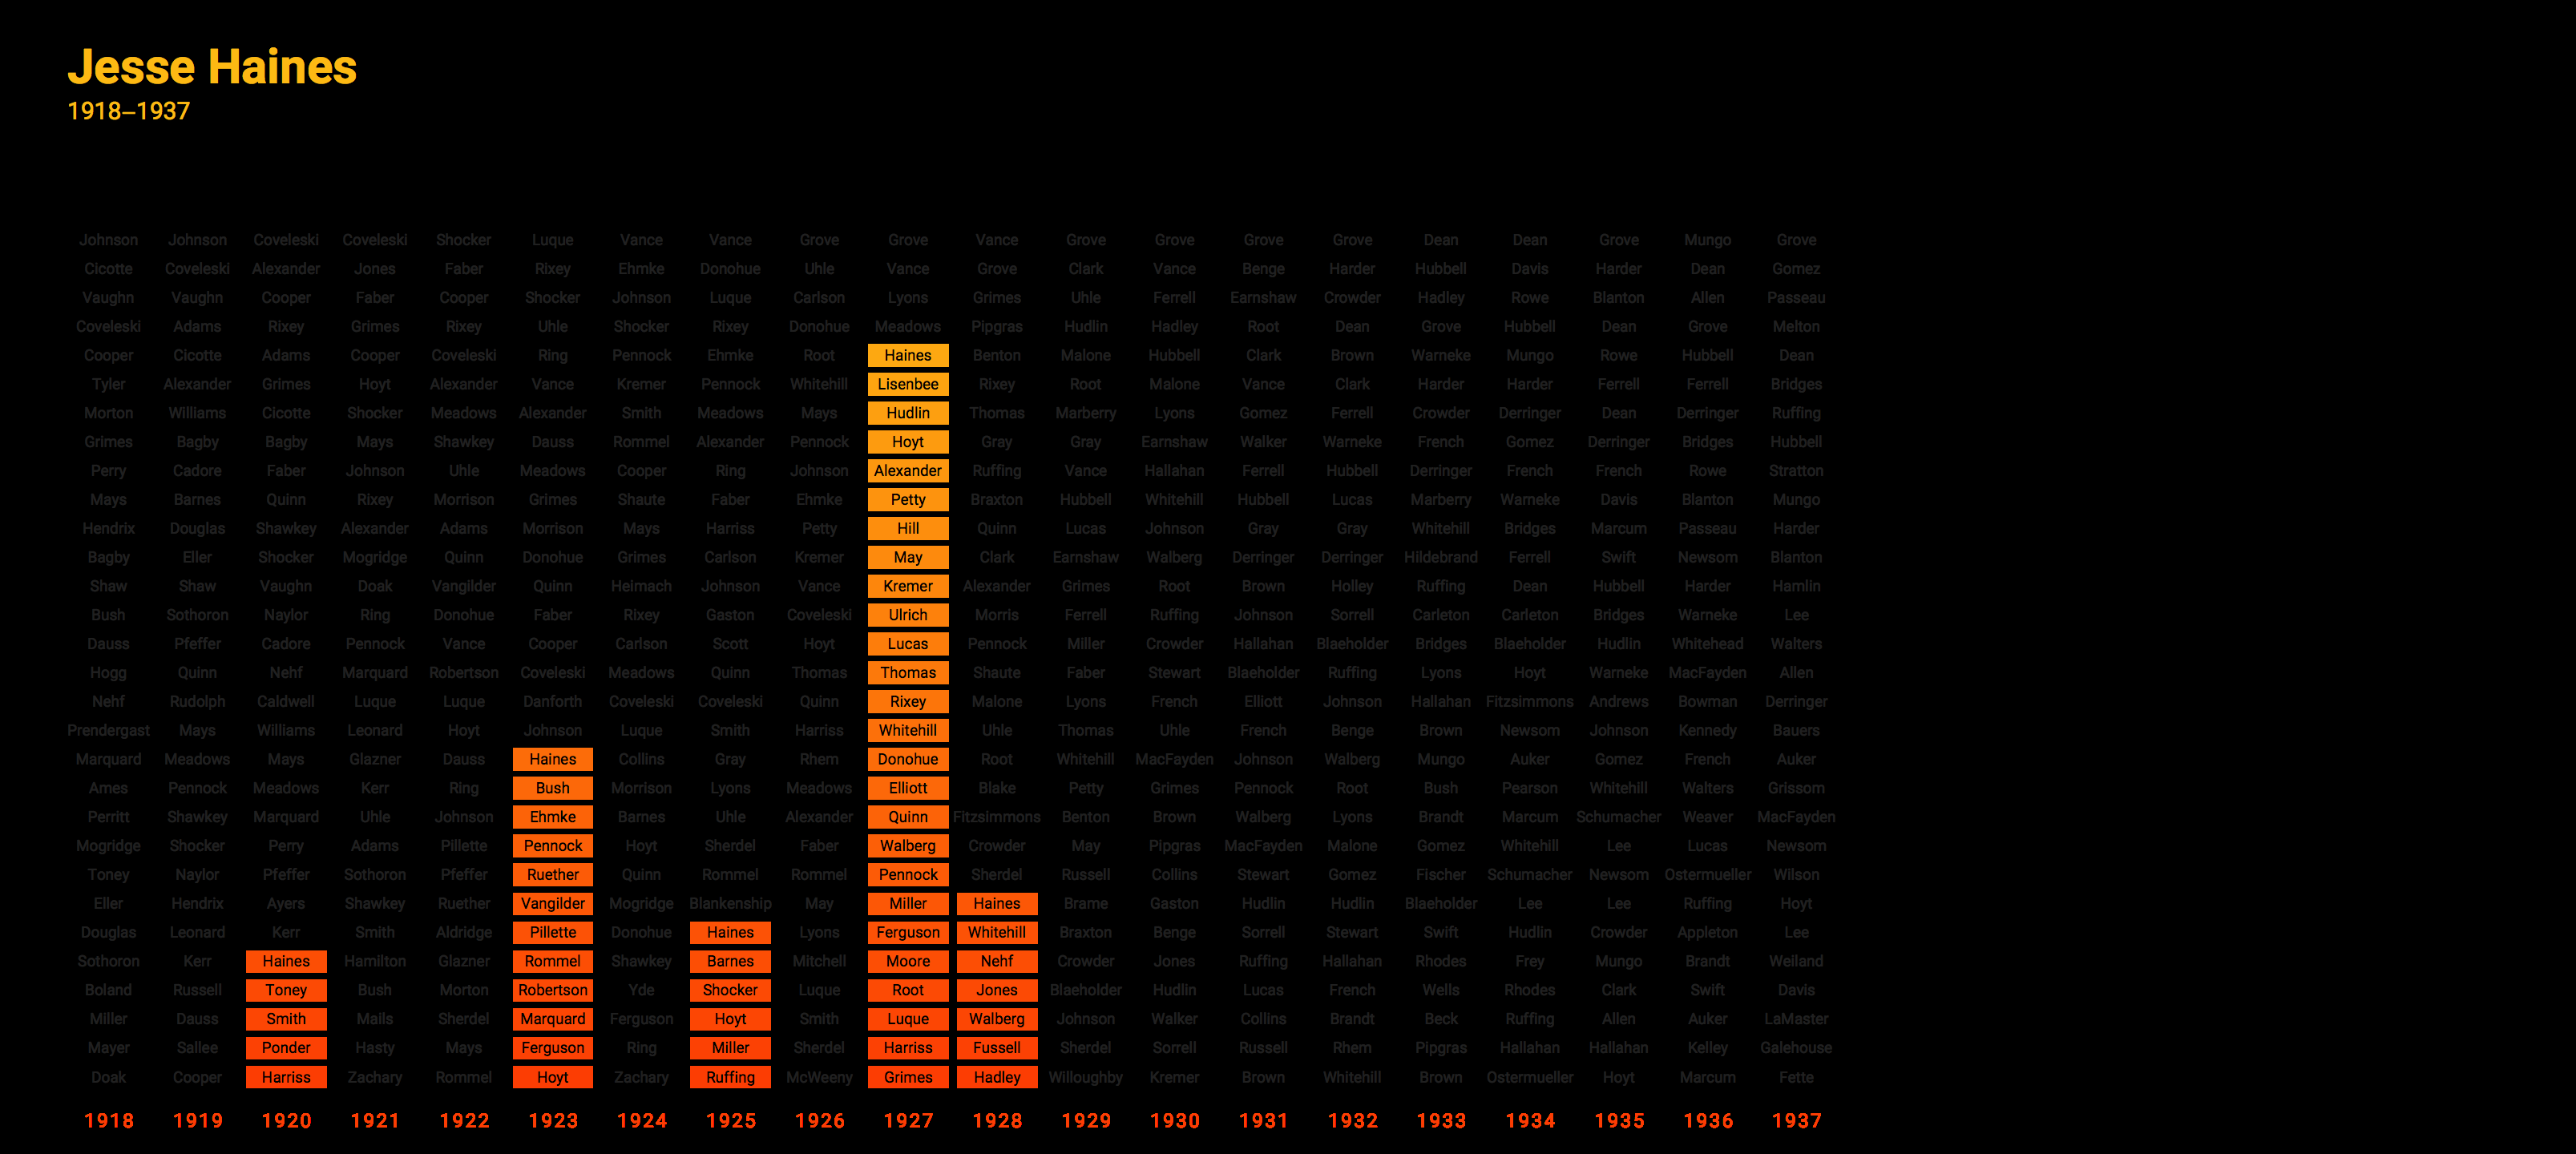 Jesse Haines
1918–1937
Johnson Johnson Coveleski Coveleski Shocker Luque Vance Vance Grove Grove Vance Grove Grove Grove Grove Dean Dean Grove Mungo Grove
Cicotte Coveleski Alexander Jones Faber Rixey Ehmke Donohue Uhle Vance Grove Clark Vance Benge Harder Hubbell Davis Harder Dean Gomez
Vaughn Vaughn Cooper Faber Cooper Shocker Johnson Luque Carlson Lyons Grimes Uhle Ferrell Earnshaw Crowder Hadley Rowe Blanton Allen Passeau
Coveleski Adams Rixey Grimes Rixey Uhle Shocker Rixey Donohue Meadows Pipgras Hudlin Hadley Root Dean Grove Hubbell Dean Grove Melton
Cooper Cicotte Adams Cooper Coveleski Ring Pennock Ehmke Root Haines Benton Malone Hubbell Clark Brown Warneke Mungo Rowe Hubbell Dean
Tyler Alexander Grimes Hoyt Alexander Vance Kremer Pennock Whitehill Lisenbee Rixey Root Malone Vance Clark Harder Harder Ferrell Ferrell Bridges
Morton Williams Cicotte Shocker Meadows Alexander Smith Meadows Mays Hudlin Thomas Marberry Lyons Gomez Ferrell Crowder Derringer Dean Derringer Ruffing
Grimes Bagby Bagby Mays Shawkey Dauss Rommel Alexander Pennock Hoyt Gray Gray Earnshaw Walker Warneke French Gomez Derringer Bridges Hubbell
Perry Cadore Faber Johnson Uhle Meadows Cooper Ring Johnson Alexander Ruffing Vance Hallahan Ferrell Hubbell Derringer French French Rowe Stratton
Mays Barnes Quinn Rixey Morrison Grimes Shaute Faber Ehmke Petty Braxton Hubbell Whitehill Hubbell Lucas Marberry Warneke Davis Blanton Mungo
Hendrix Douglas Shawkey Alexander Adams Morrison Mays Harriss Petty Hill Quinn Lucas Johnson Gray Gray Whitehill Bridges Marcum Passeau Harder
Bagby Eller Shocker Mogridge Quinn Donohue Grimes Carlson Kremer May Clark Earnshaw Walberg Derringer Derringer Hildebrand Ferrell Swift Newsom Blanton
Shaw Shaw Vaughn Doak Vangilder Quinn Heimach Johnson Vance Kremer Alexander Grimes Root Brown Holley Ruffing Dean Hubbell Harder Hamlin
Bush Sothoron Naylor Ring Donohue Faber Rixey Gaston Coveleski Ulrich Morris Ferrell Ruffing Johnson Sorrell Carleton Carleton Bridges Warneke Lee
Dauss Pfeffer Cadore Pennock Vance Cooper Carlson Scott Hoyt Lucas Pennock Miller Crowder Hallahan Blaeholder Bridges Blaeholder Hudlin Whitehead Walters
Hogg Quinn Nehf Marquard Robertson Coveleski Meadows Quinn Thomas Thomas Shaute Faber Stewart Blaeholder Ruffing Lyons Hoyt Warneke MacFayden Allen
Nehf Rudolph Caldwell Luque Luque Danforth Coveleski Coveleski Quinn Rixey Malone Lyons French Elliott Johnson Hallahan Fitzsimmons Andrews Bowman Derringer
Prendergast Mays Williams Leonard Hoyt Johnson Luque Smith Harriss Whitehill Uhle Thomas Uhle French Benge Brown Newsom Johnson Kennedy Bauers
Marquard Meadows Mays Glazner Dauss Haines Collins Gray Rhem Donohue Root Whitehill MacFayden Johnson Walberg Mungo Auker Gomez French Auker
Ames Pennock Meadows Kerr Ring Bush Morrison Lyons Meadows Elliott Blake Petty Grimes Pennock Root Bush Pearson Whitehill Walters Grissom
Perritt Shawkey Marquard Uhle Johnson Ehmke Barnes Uhle Alexander Quinn Fitzsimmons Benton Brown Walberg Lyons Brandt Marcum Schumacher Weaver MacFayden
Mogridge Shocker Perry Adams Pillette Pennock Hoyt Sherdel Faber Walberg Crowder May Pipgras MacFayden Malone Gomez Whitehill Lee Lucas Newsom
Toney Naylor Pfeffer Sothoron Pfeffer Ruether Quinn Rommel Rommel Pennock Sherdel Russell Collins Stewart Gomez Fischer Schumacher Newsom Ostermueller Wilson
Eller Hendrix Ayers Shawkey Ruether Vangilder Mogridge Blankenship May Miller Haines Brame Gaston Hudlin Hudlin Blaeholder Lee Lee Ruffing Hoyt
Douglas Leonard Kerr Smith Aldridge Pillette Donohue Haines Lyons Ferguson Whitehill Braxton Benge Sorrell Stewart Swift Hudlin Crowder Appleton Lee
Sothoron Kerr Haines Hamilton Glazner Rommel Shawkey Barnes Mitchell Moore Nehf Crowder Jones Ruffing Hallahan Rhodes Frey Mungo Brandt Weiland
Boland Russell Toney Bush Morton Robertson Yde Shocker Luque Root Jones Blaeholder Hudlin Lucas French Wells Rhodes Clark Swift Davis
Miller Dauss Smith Mails Sherdel Marquard Ferguson Hoyt Smith Luque Walberg Johnson Walker Collins Brandt Beck Ruffing Allen Auker LaMaster
Mayer Sallee Ponder Hasty Mays Ferguson Ring Miller Sherdel Harriss Fussell Sherdel Sorrell Russell Rhem Pipgras Hallahan Hallahan Kelley Galehouse
Doak Cooper Harriss Zachary Rommel Hoyt Zachary Ruffing McWeeny Grimes Hadley Willoughby Kremer Brown Whitehill Brown Ostermueller Hoyt Marcum Fette
1918 1919 1920 1921 1922 1923 1924 1925 1926 1927 1928 1929 1930 1931 1932 1933 1934 1935 1936 1937